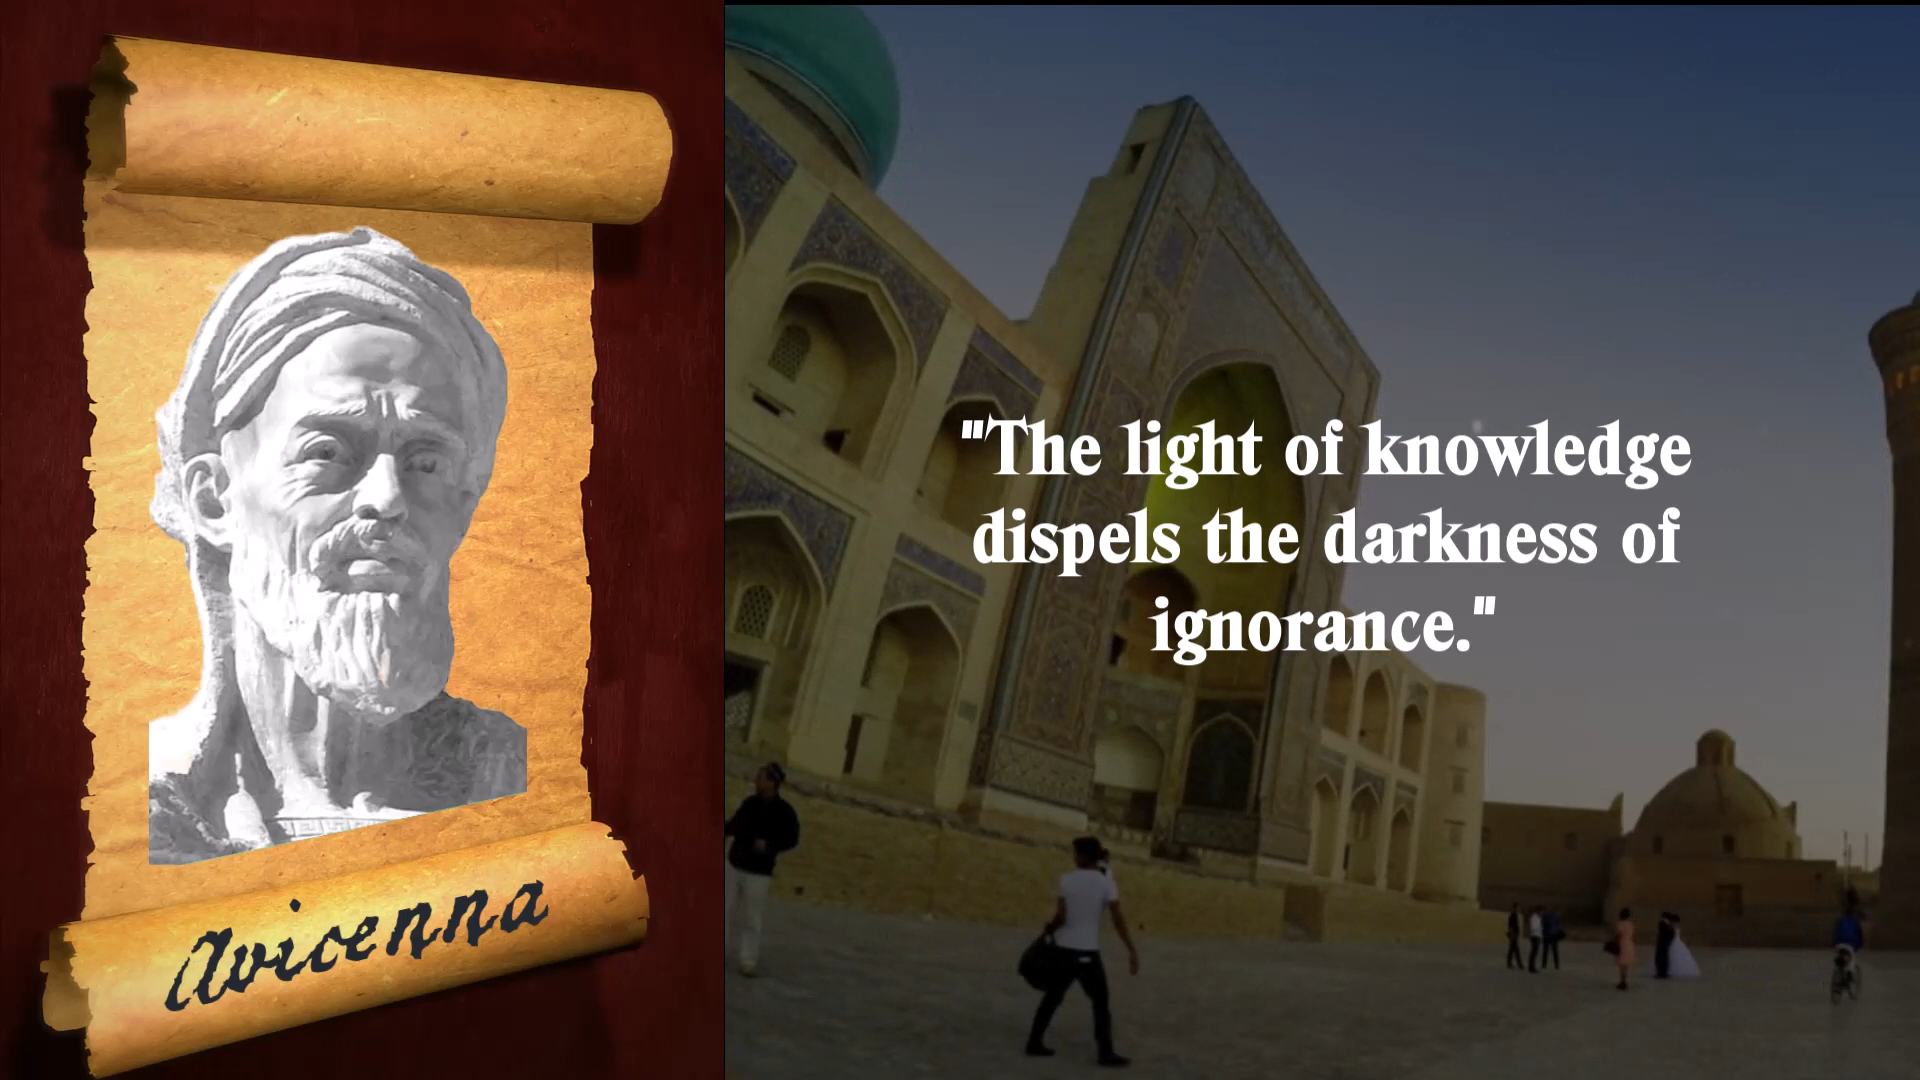 Avicenna
"The light of knowledge
dispels the darkness of
ignorance."